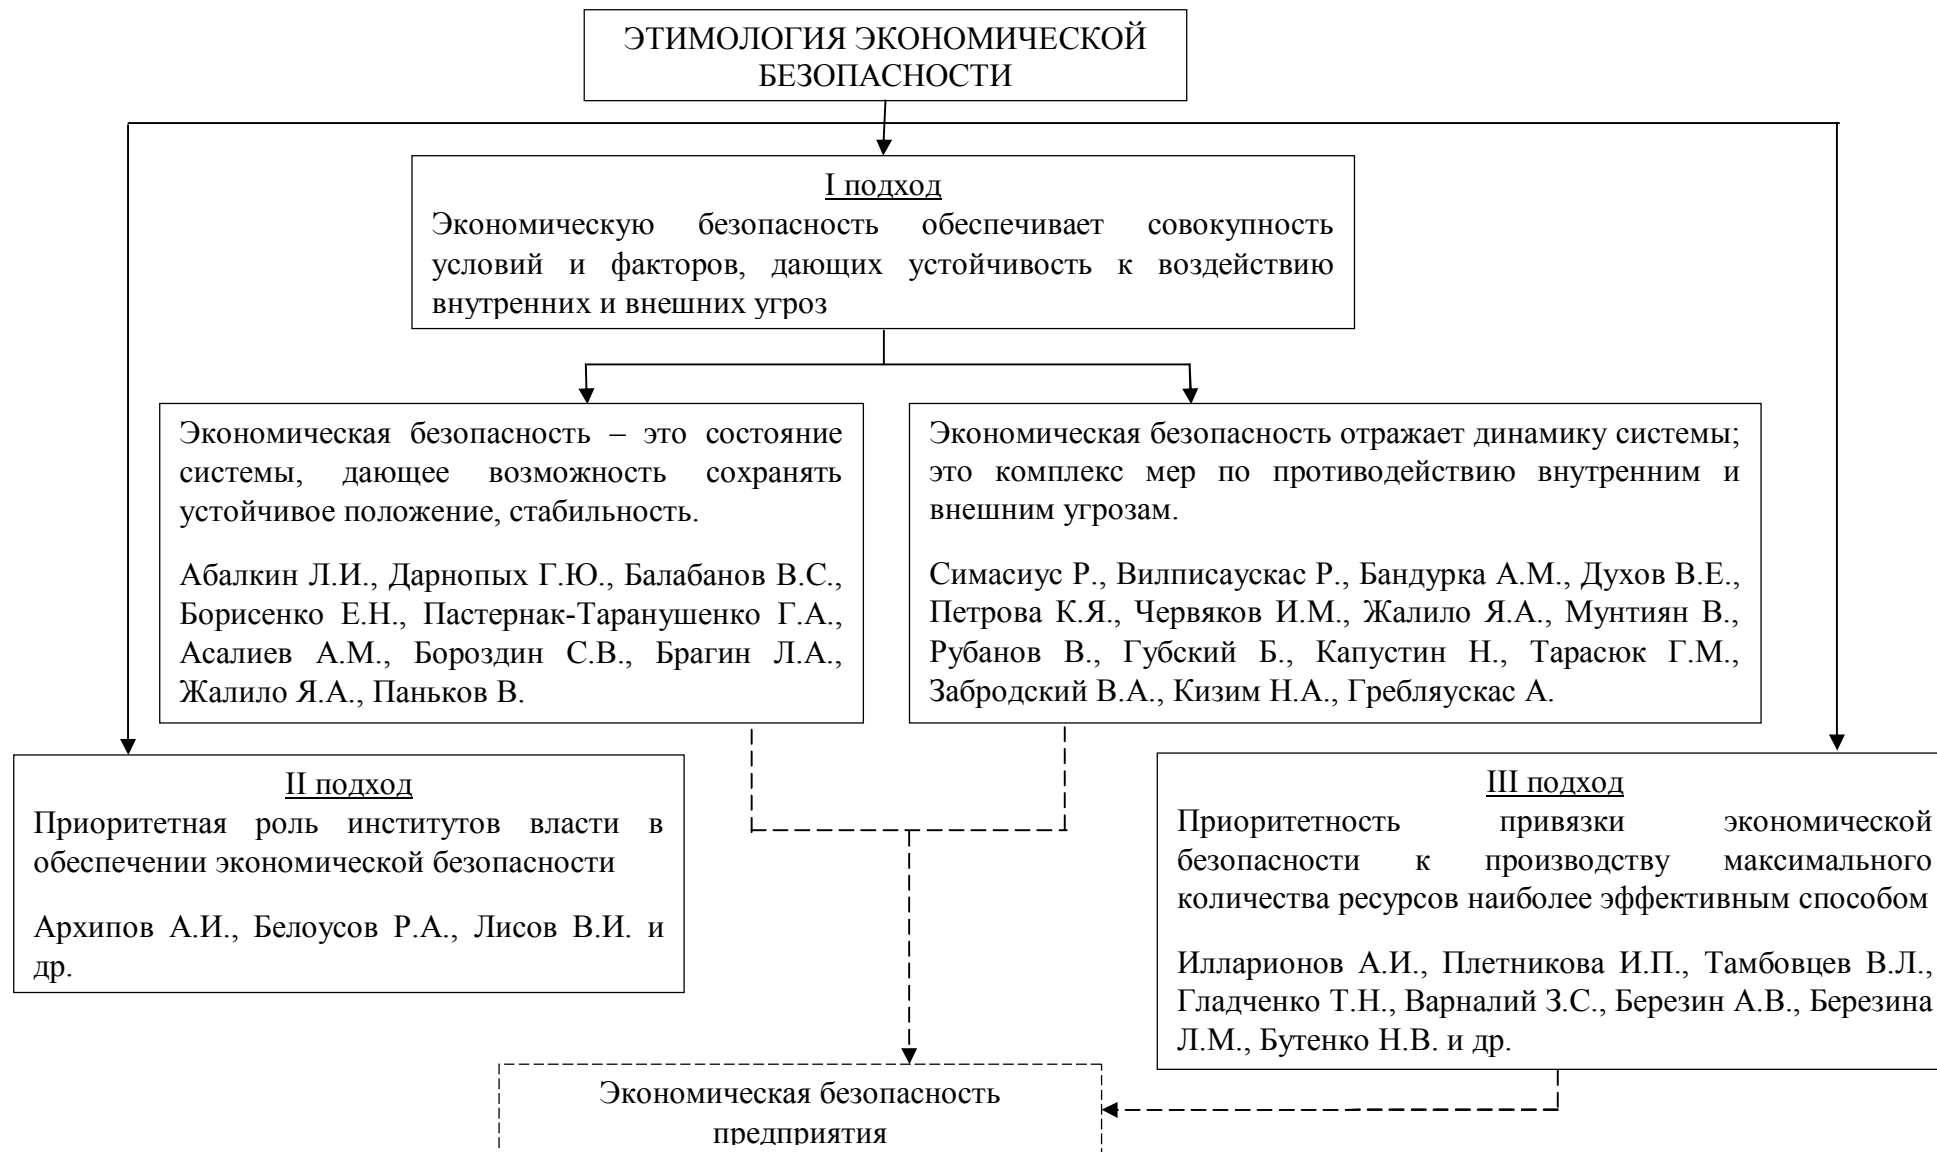 ЭТИМОЛОГИЯ ЭКОНОМИЧЕСКОЙ
БЕЗОПАСНОСТИ
I подход
Экономическую безопасность обеспечивает совокупность
условий и факторов, дающих устойчивость к воздействию
внутренних и внешних угроз
Экономическая безопасность – это состояние
системы, дающее возможность сохранять
устойчивое положение, стабильность.
Абалкин Л.И., Дарнопых Г.Ю., Балабанов В.С.,
Борисенко Е.Н., Пастернак-Таранушенко Г.А.,
Асалиев А.М., Бороздин С.В., Брагин Л.А.,
Жалило Я.А., Паньков В.
Экономическая безопасность отражает динамику системы;
это комплекс мер по противодействию внутренним и
внешним угрозам.
Симасиус Р., Вилписаускас Р., Бандурка А.М., Духов В.Е.,
Петрова К.Я., Червяков И.М., Жалило Я.А., Мунтиян В.,
Рубанов В., Губский Б., Капустин Н., Тарасюк Г.М.,
Забродский В.А., Кизим Н.А., Гребляускас А.
II подход
Приоритетная роль институтов власти в
обеспечении экономической безопасности
Архипов А.И., Белоусов Р.А., Лисов В.И. и
др.
III подход
Приоритетность привязки экономической
безопасности к производству максимального
количества ресурсов наиболее эффективным способом
Илларионов А.И., Плетникова И.П., Тамбовцев В.Л.,
Гладченко Т.Н., Варналий З.С., Березин А.В., Березина
Л.М., Бутенко Н.В. и др.
Экономическая безопасность
предприятия